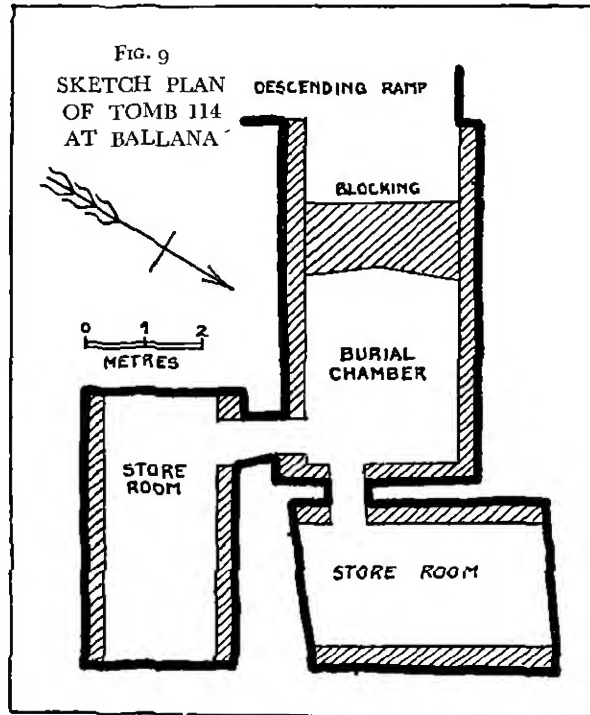 FIG. 9
SKETCH PLAN
OF TOMB 114
AT BALLANA
DESCENDING RAMP
BLOCKING
0 1 2
METRES
BURIAL
CHAMBER
STORE
ROOM
STORE ROOM